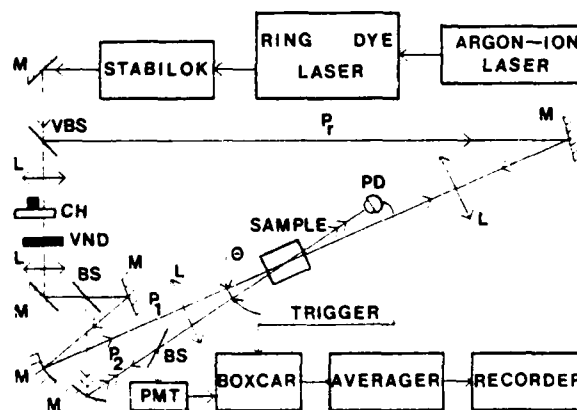 RING DYE
LASER
ARGON-ION
LASER
STABILOK
M
VBS
Pr
M
L
PD
CH
SAMPLE
L
VND
L
BS
M
Θ
L
M
P1
TRIGGER
P2
BS
M
M
PMT
BOXCAR
AVERAGER
RECORDER